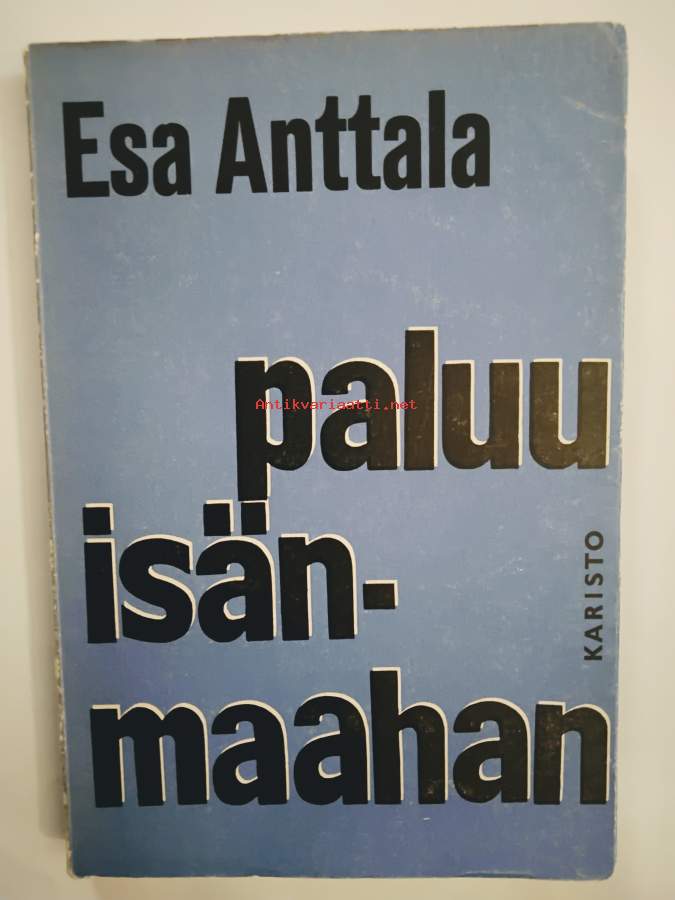 Esa Anttala
paluu
Antikvariaatti.net
isän-
maahan
KARISTO